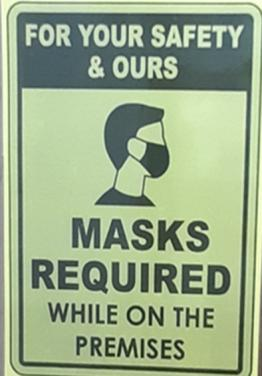 FOR YOUR SAFETY
& OURS
MASKS
REQUIRED
WHILE ON THE
PREMISES